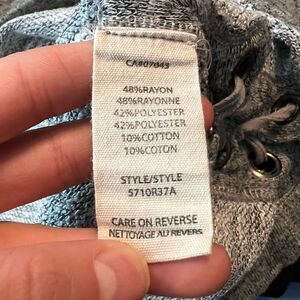 CA#07043
48%RAYON
48%RAYONNE
42%POLYESTER
42%POLYESTER
10%COTTON
10%COTON
STYLE/STYLE
5710R37A
CARE ON REVERSE
NETTOYAGE AU REVERS